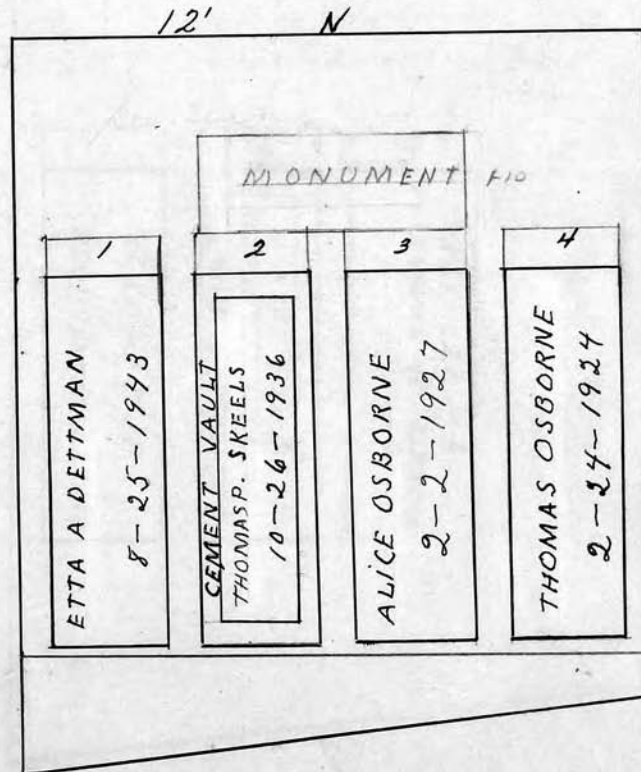 12' N
MONUMENT
1 2 3 4
ETTA A DETTMAN
8-25-1943
CEMENT VAULT
THOMAS P. SKEELS
10-26-1936
ALICE OSBORNE
2-2-1927
THOMAS OSBORNE
2-24-1924